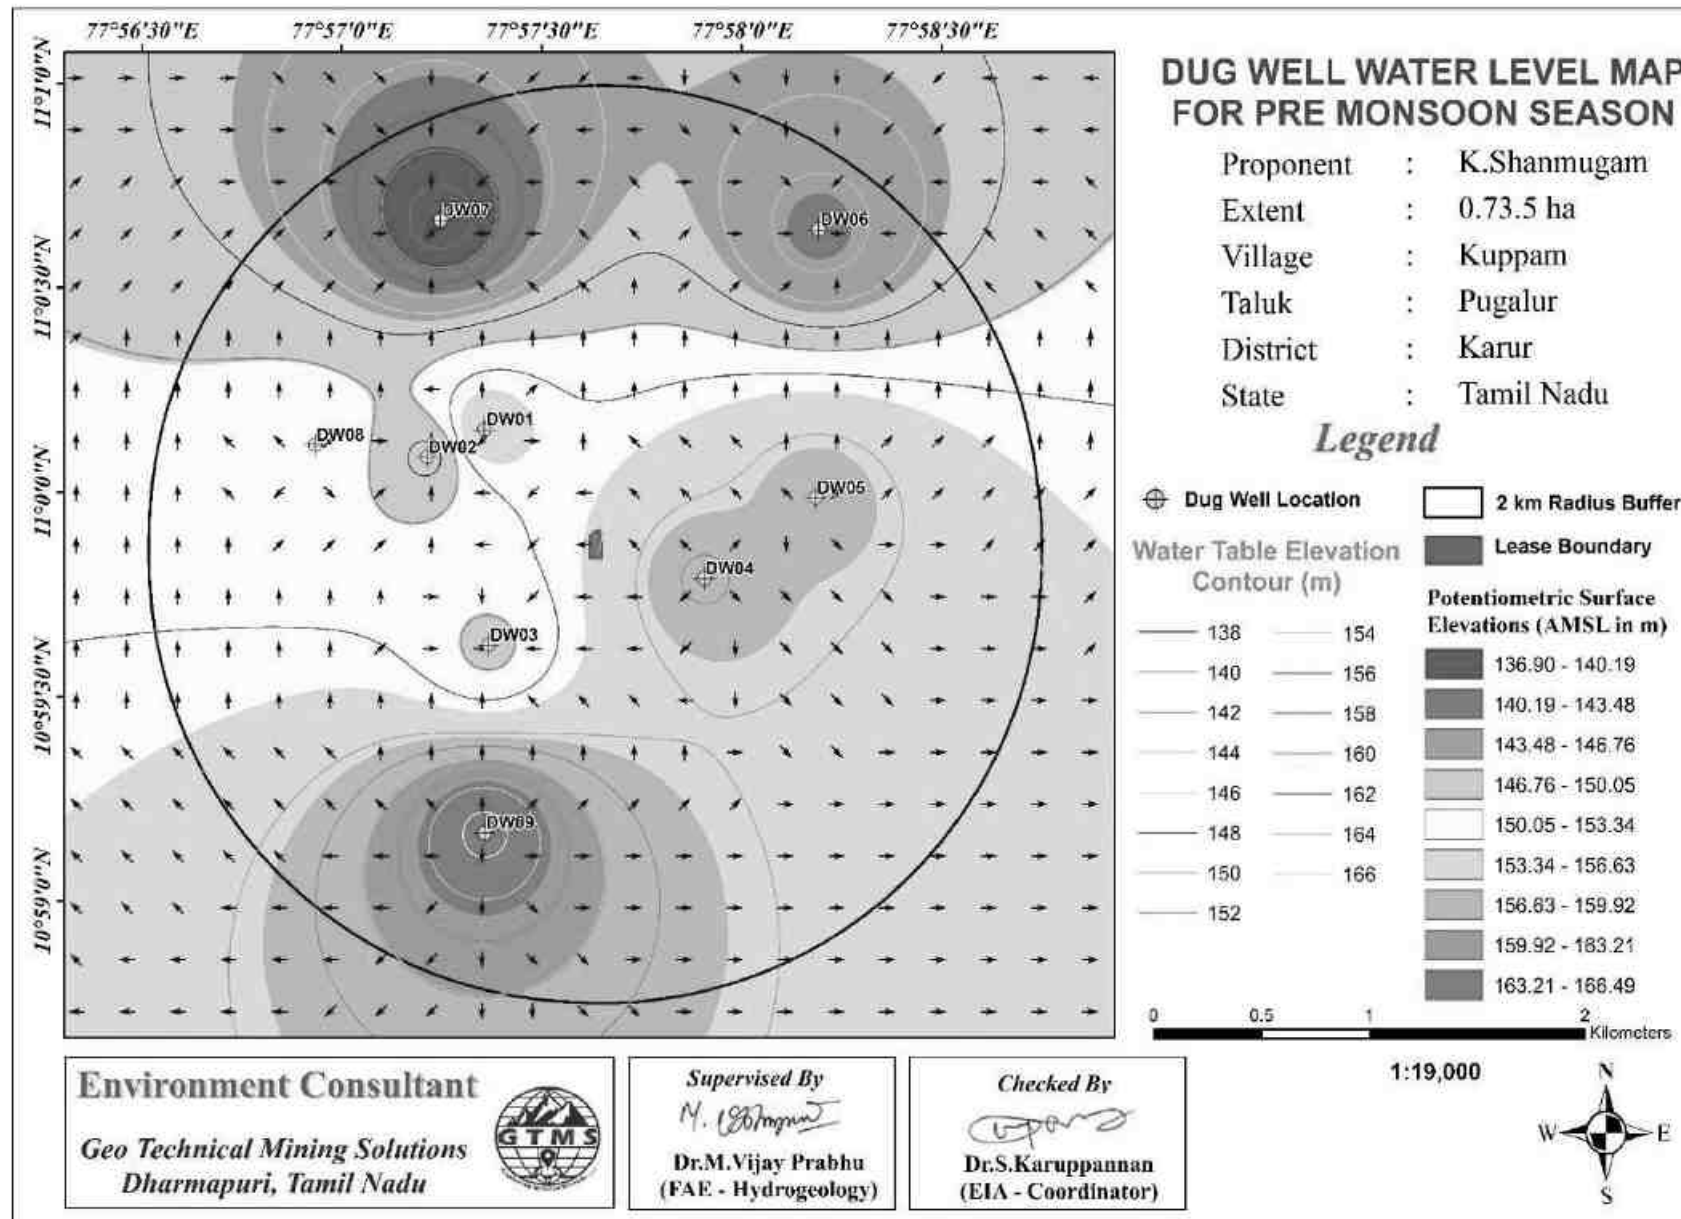 77°56'30"E 77°57'0"E 77°57'30"E 77°58'0"E 77°58'30"E
11°1'0"N
11°0'30"N
11°0'0"N
10°59'30"N
10°59'0"N
DW07
DW06
DW01
DW08
DW02
DW05
DW04
DW03
DW09
DUG WELL WATER LEVEL MAP
FOR PRE MONSOON SEASON
Proponent : K.Shanmugam
Extent : 0.73.5 ha
Village : Kuppam
Taluk : Pugalur
District : Karur
State : Tamil Nadu
Legend
Dug Well Location
2 km Radius Buffer
Lease Boundary
Water Table Elevation
Contour (m)
138 154
140 156
142 158
144 160
146 162
148 164
150 166
152
Potentiometric Surface
Elevations (AMSL in m)
136.90 - 140.19
140.19 - 143.48
143.48 - 146.76
146.76 - 150.05
150.05 - 153.34
153.34 - 156.63
156.63 - 159.92
159.92 - 163.21
163.21 - 166.49
0 0.5 1 2
Kilometers
1:19,000
N
W E
S
Environment Consultant
Geo Technical Mining Solutions
Dharmapuri, Tamil Nadu
GTMS
Supervised By
Dr.M.Vijay Prabhu
(FAE - Hydrogeology)
Checked By
Dr.S.Karuppannan
(EIA - Coordinator)